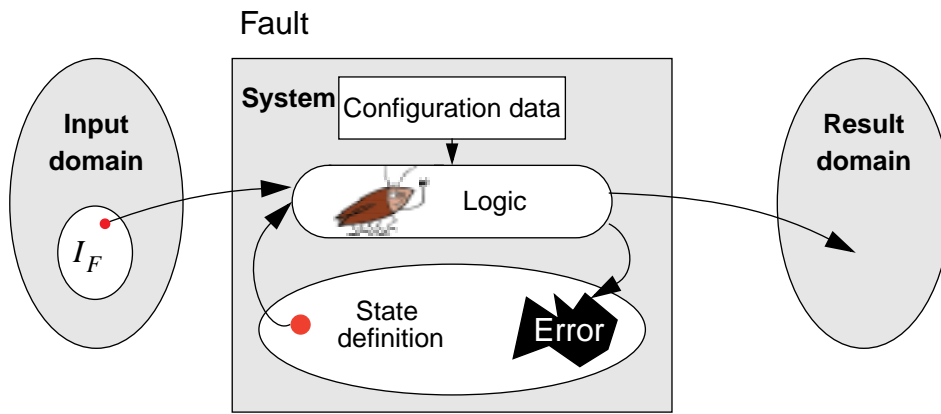 Fault
System
Configuration data
Input
domain
Result
domain
Logic
I_F
State
definition
Error